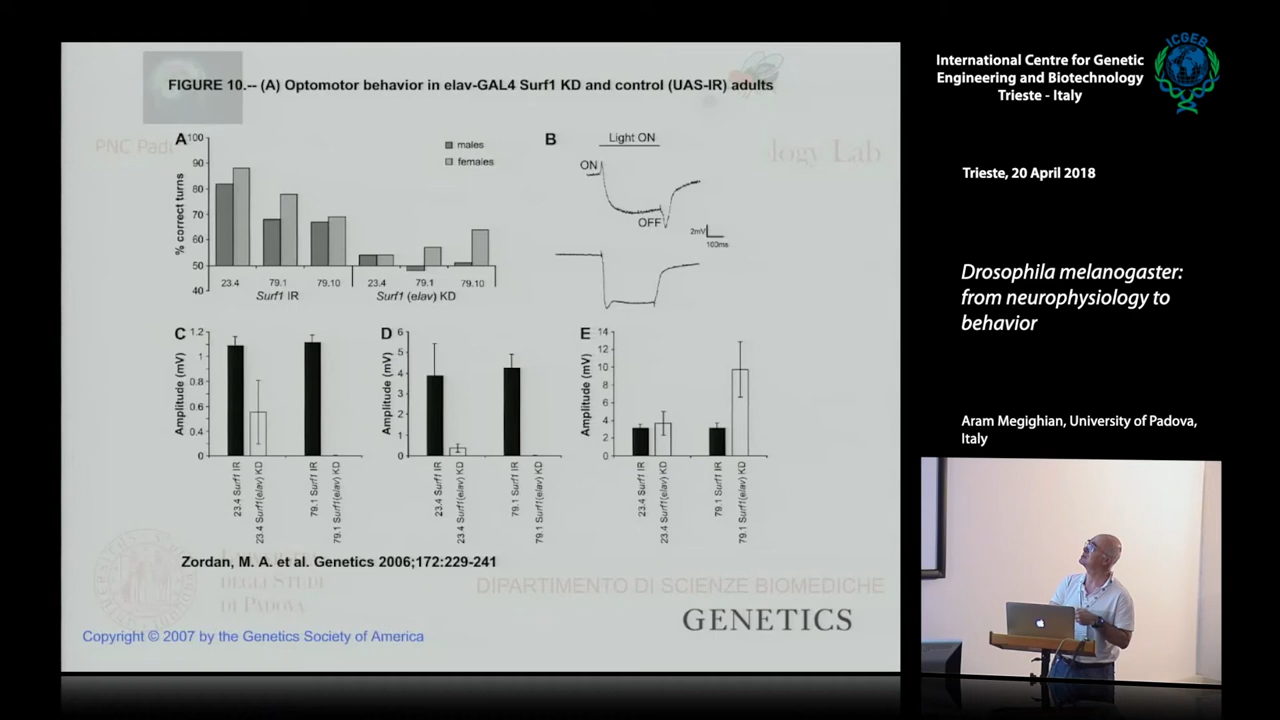 FIGURE 10.-- (A) Optomotor behavior in elav-GAL4 Surf1 KD and control (UAS-IR) adults
PNC Pad
logy Lab
A
100
90
80
70
60
50
40
% correct turns
males
females
23.4
79.1
79.10
23.4
79.1
79.10
Surf1 IR
Surf1 (elav) KD
B
Light ON
ON
OFF
2mV
100ms
C
1.2
1
0.8
0.6
0.4
0
Amplitude (mV)
23.4 Surf1 IR
23.4 Surf1(elav) KD
79.1 Surf1 IR
79.1 Surf1(elav) KD
D
6
5
4
3
2
1
0
Amplitude (mV)
23.4 Surf1 IR
23.4 Surf1(elav) KD
79.1 Surf1 IR
79.1 Surf1(elav) KD
E
14
12
10
8
6
4
2
0
Amplitude (mV)
23.4 Surf1 IR
23.4 Surf1(elav) KD
79.1 Surf1 IR
79.1 Surf1(elav) KD
Zordan, M. A. et al. Genetics 2006;172:229-241
DEGLI STUDI
DI PADOVA
DIPARTIMENTO DI SCIENZE BIOMEDICHE
GENETICS
Copyright © 2007 by the Genetics Society of America
International Centre for Genetic
Engineering and Biotechnology
Trieste - Italy
ICGEB
Trieste, 20 April 2018
Drosophila melanogaster:
from neurophysiology to
behavior
Aram Megighian, University of Padova,
Italy